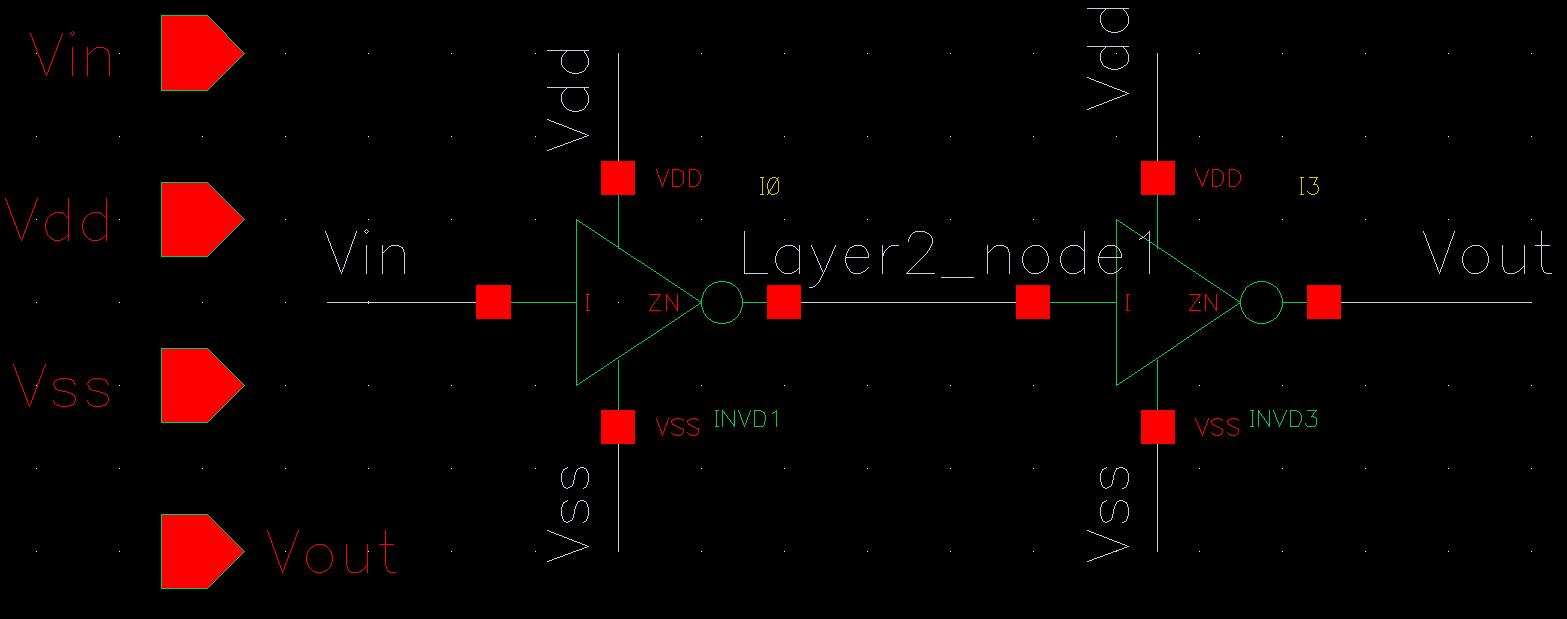 Vin
Vdd
Vss
Vout
Vin
Vdd
VDD
I0
I
ZN
VSS
INVD1
Vss
Layer2_node1
Vdd
VDD
I3
I
ZN
VSS
INVD3
Vss
Vout